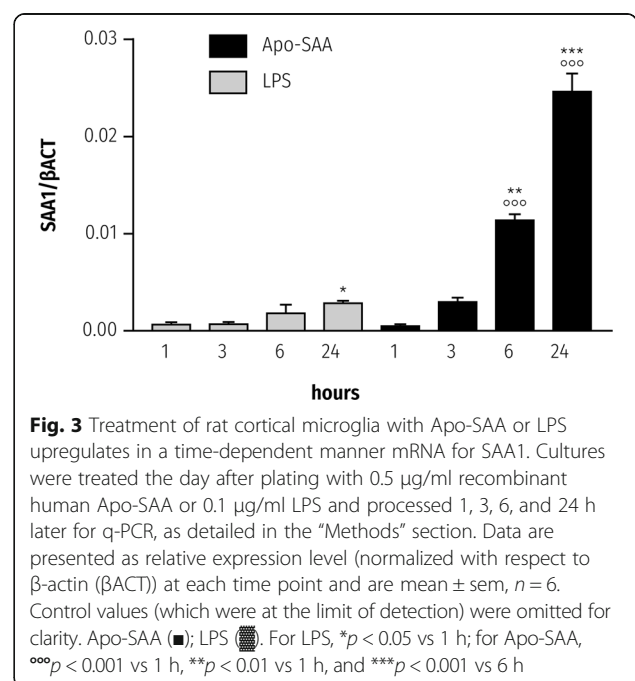 0.03
0.02
0.01
0.00
SAA1/βACT
Apo-SAA
LPS
*
**
°°°
***
°°°
1 3 6 24 1 3 6 24
hours
Fig. 3 Treatment of rat cortical microglia with Apo-SAA or LPS
upregulates in a time-dependent manner mRNA for SAA1. Cultures
were treated the day after plating with 0.5 μg/ml recombinant
human Apo-SAA or 0.1 μg/ml LPS and processed 1, 3, 6, and 24 h
later for q-PCR, as detailed in the “Methods” section. Data are
presented as relative expression level (normalized with respect to
β-actin (βACT)) at each time point and are mean ± sem, n = 6.
Control values (which were at the limit of detection) were omitted for
clarity. Apo-SAA (■); LPS (▓). For LPS, *p < 0.05 vs 1 h; for Apo-SAA,
°°°p < 0.001 vs 1 h, **p < 0.01 vs 1 h, and ***p < 0.001 vs 6 h